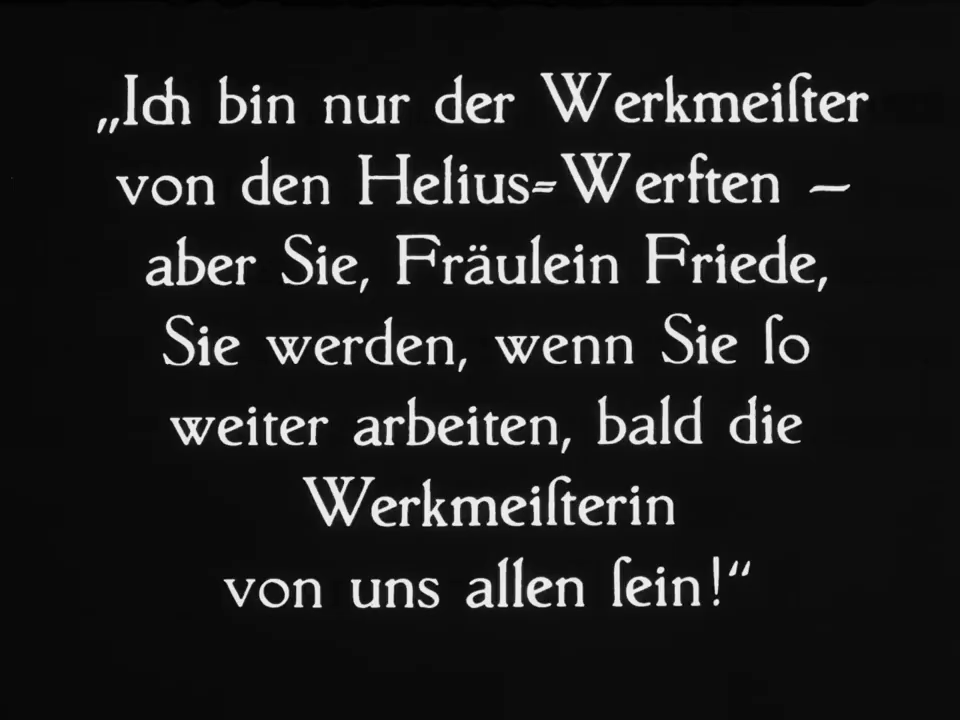 „Ich bin nur der Werkmeiſter
von den Helius=Werften —
aber Sie, Fräulein Friede,
Sie werden, wenn Sie ſo
weiter arbeiten, bald die
Werkmeiſterin
von uns allen ſein!“